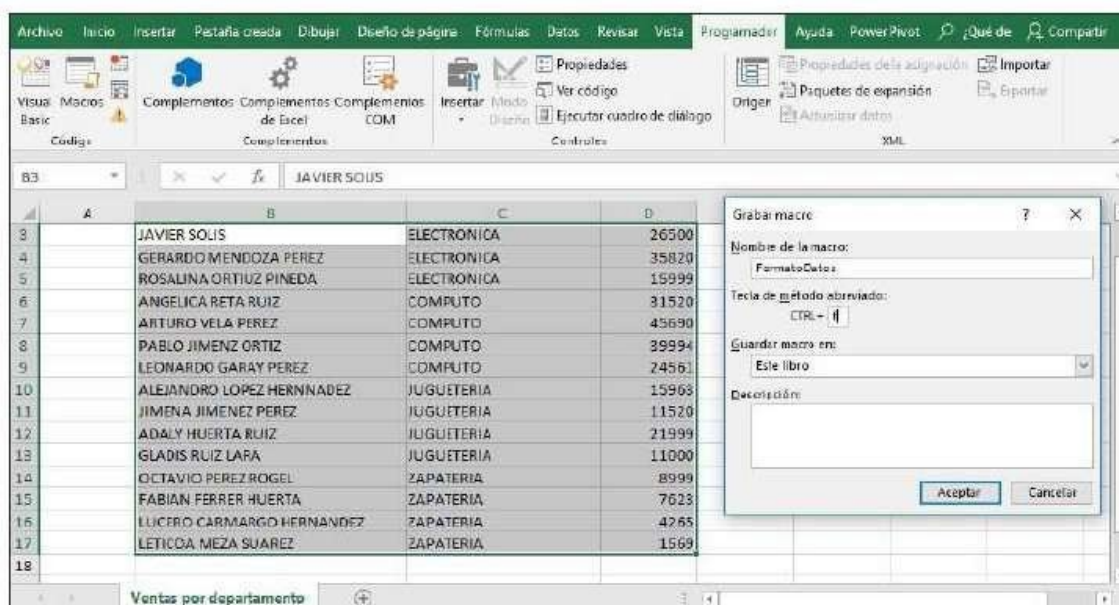 Archivo Inicio Insertar Pestaña creada Dibujar Diseño de página Fórmulas Datos Revisar Vista Programador Ayuda Power Pivot ¿Qué de Compartir
Visual Basic
Macros
Código
Complementos
Complementos de Excel
Complementos COM
Complementos
Insertar
Modo Diseño
Propiedades
Ver código
Ejecutar cuadro de diálogo
Controles
Origen
Propiedades de la asignación
Paquetes de expansión
Actualizar datos
Importar
Exportar
XML
B3 fx JAVIER SOLIS
A B C D
3 JAVIER SOLIS ELECTRONICA 26500
4 GERARDO MENDOZA PEREZ ELECTRONICA 35820
5 ROSALINA ORTIUZ PINEDA ELECTRONICA 15999
6 ANGELICA RETA RUIZ COMPUTO 31520
7 ARTURO VELA PEREZ COMPUTO 45690
8 PABLO JIMENZ ORTIZ COMPUTO 39994
9 LEONARDO GARAY PEREZ COMPUTO 24561
10 ALEJANDRO LOPEZ HERNNADEZ JUGUETERIA 15963
11 JIMENA JIMENEZ PEREZ JUGUETERIA 11520
12 ADALY HUERTA RUIZ JUGUETERIA 21999
13 GLADIS RUIZ LARA JUGUETERIA 11000
14 OCTAVIO PEREZ ROGEL ZAPATERIA 8999
15 FABIAN FERRER HUERTA ZAPATERIA 7623
16 LUCERO CARMARGO HERNANDEZ ZAPATERIA 4265
17 LETICOA MEZA SUAREZ ZAPATERIA 1569
18
Grabar macro ? ×
Nombre de la macro:
FormatoDatos
Tecla de método abreviado:
CTRL+
Guardar macro en:
Este libro
Descripción:
Aceptar Cancelar
Ventas por departamento